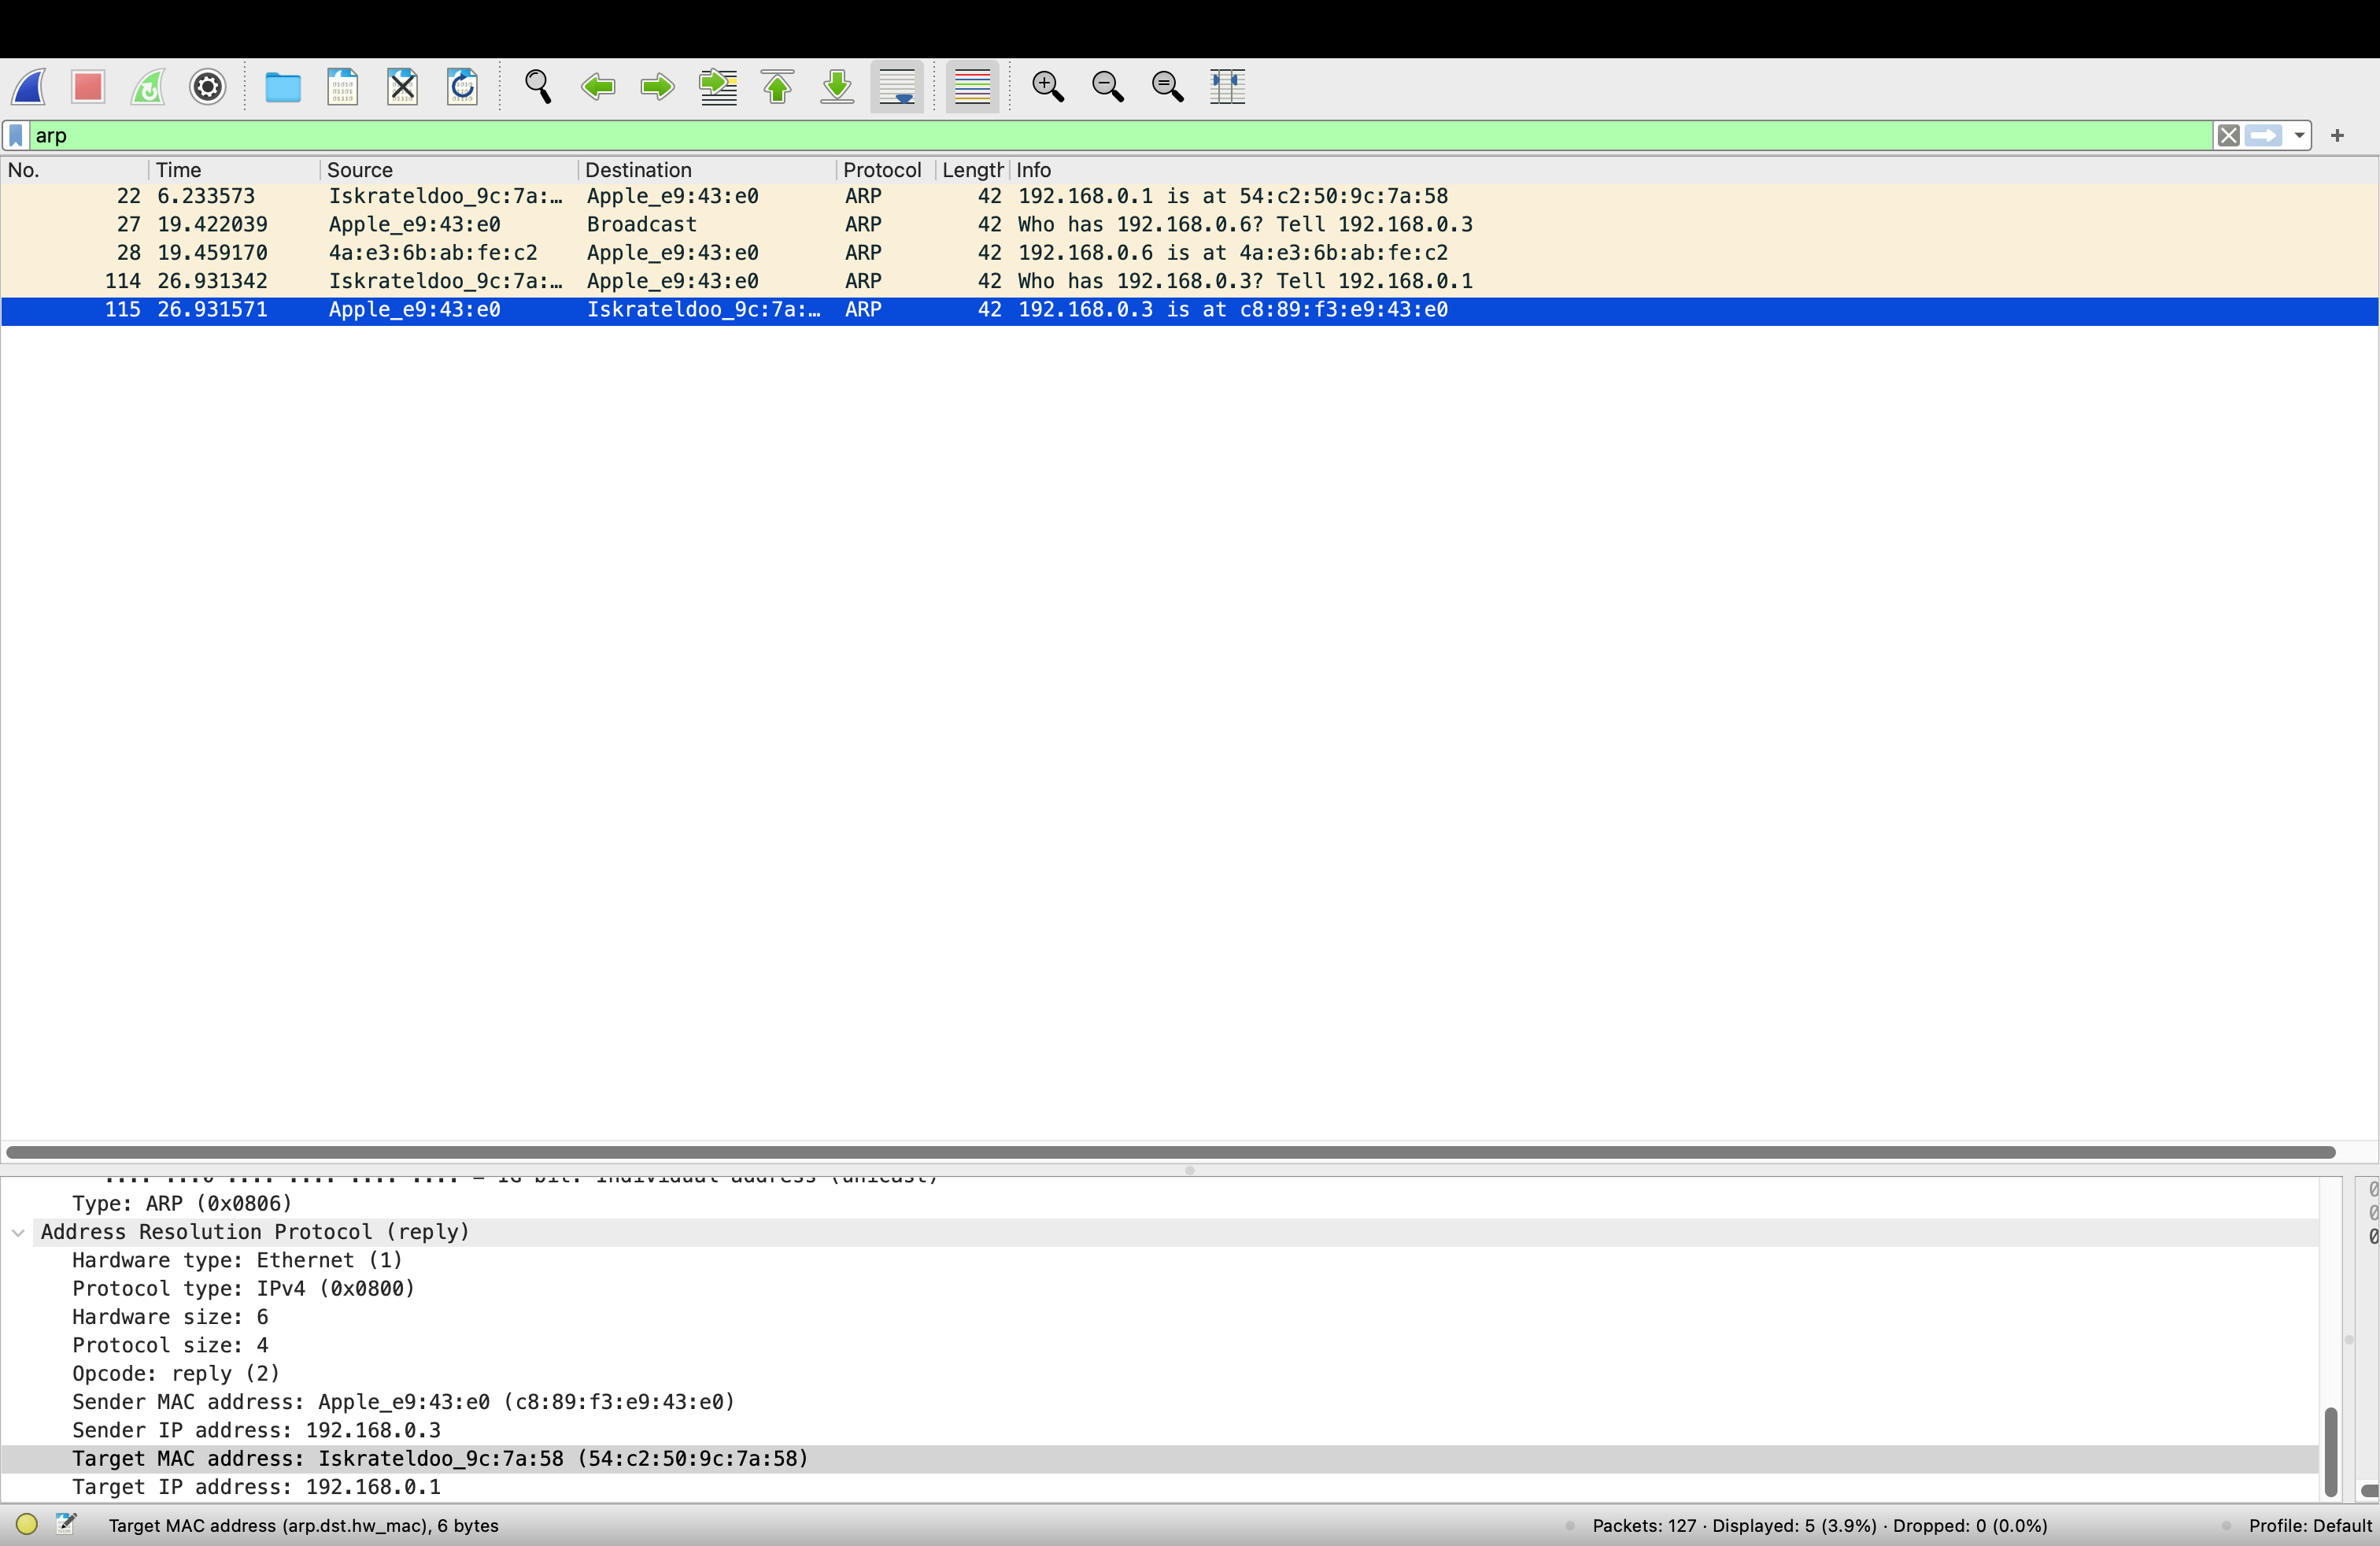 arp
No. Time Source Destination Protocol Length Info
22 6.233573 Iskrateldoo_9c:7a:… Apple_e9:43:e0 ARP 42 192.168.0.1 is at 54:c2:50:9c:7a:58
27 19.422039 Apple_e9:43:e0 Broadcast ARP 42 Who has 192.168.0.6? Tell 192.168.0.3
28 19.459170 4a:e3:6b:ab:fe:c2 Apple_e9:43:e0 ARP 42 192.168.0.6 is at 4a:e3:6b:ab:fe:c2
114 26.931342 Iskrateldoo_9c:7a:… Apple_e9:43:e0 ARP 42 Who has 192.168.0.3? Tell 192.168.0.1
115 26.931571 Apple_e9:43:e0 Iskrateldoo_9c:7a:… ARP 42 192.168.0.3 is at c8:89:f3:e9:43:e0
.... ...0 .... .... .... .... = IG bit: Individual address (unicast)
Type: ARP (0x0806)
Address Resolution Protocol (reply)
Hardware type: Ethernet (1)
Protocol type: IPv4 (0x0800)
Hardware size: 6
Protocol size: 4
Opcode: reply (2)
Sender MAC address: Apple_e9:43:e0 (c8:89:f3:e9:43:e0)
Sender IP address: 192.168.0.3
Target MAC address: Iskrateldoo_9c:7a:58 (54:c2:50:9c:7a:58)
Target IP address: 192.168.0.1
Target MAC address (arp.dst.hw_mac), 6 bytes Packets: 127 · Displayed: 5 (3.9%) · Dropped: 0 (0.0%) Profile: Default